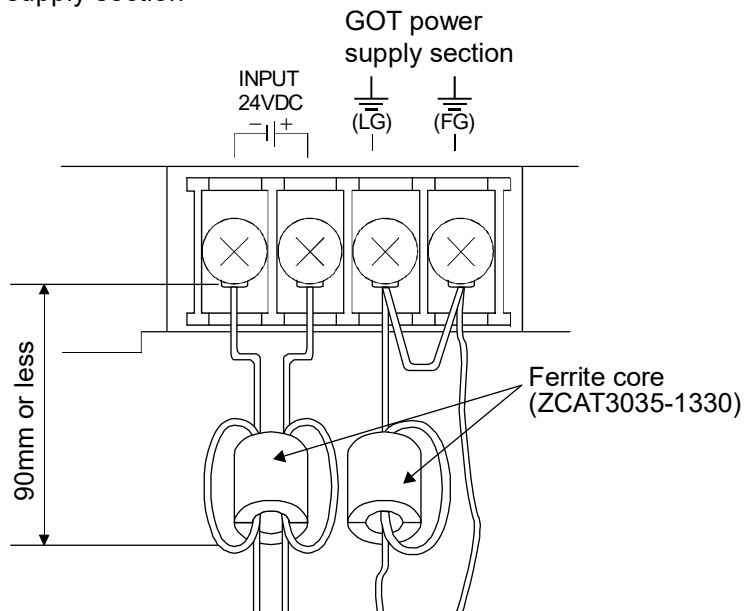 supply section
GOT power
supply section
INPUT
24VDC
− +
(LG)
(FG)
90mm or less
Ferrite core
(ZCAT3035-1330)